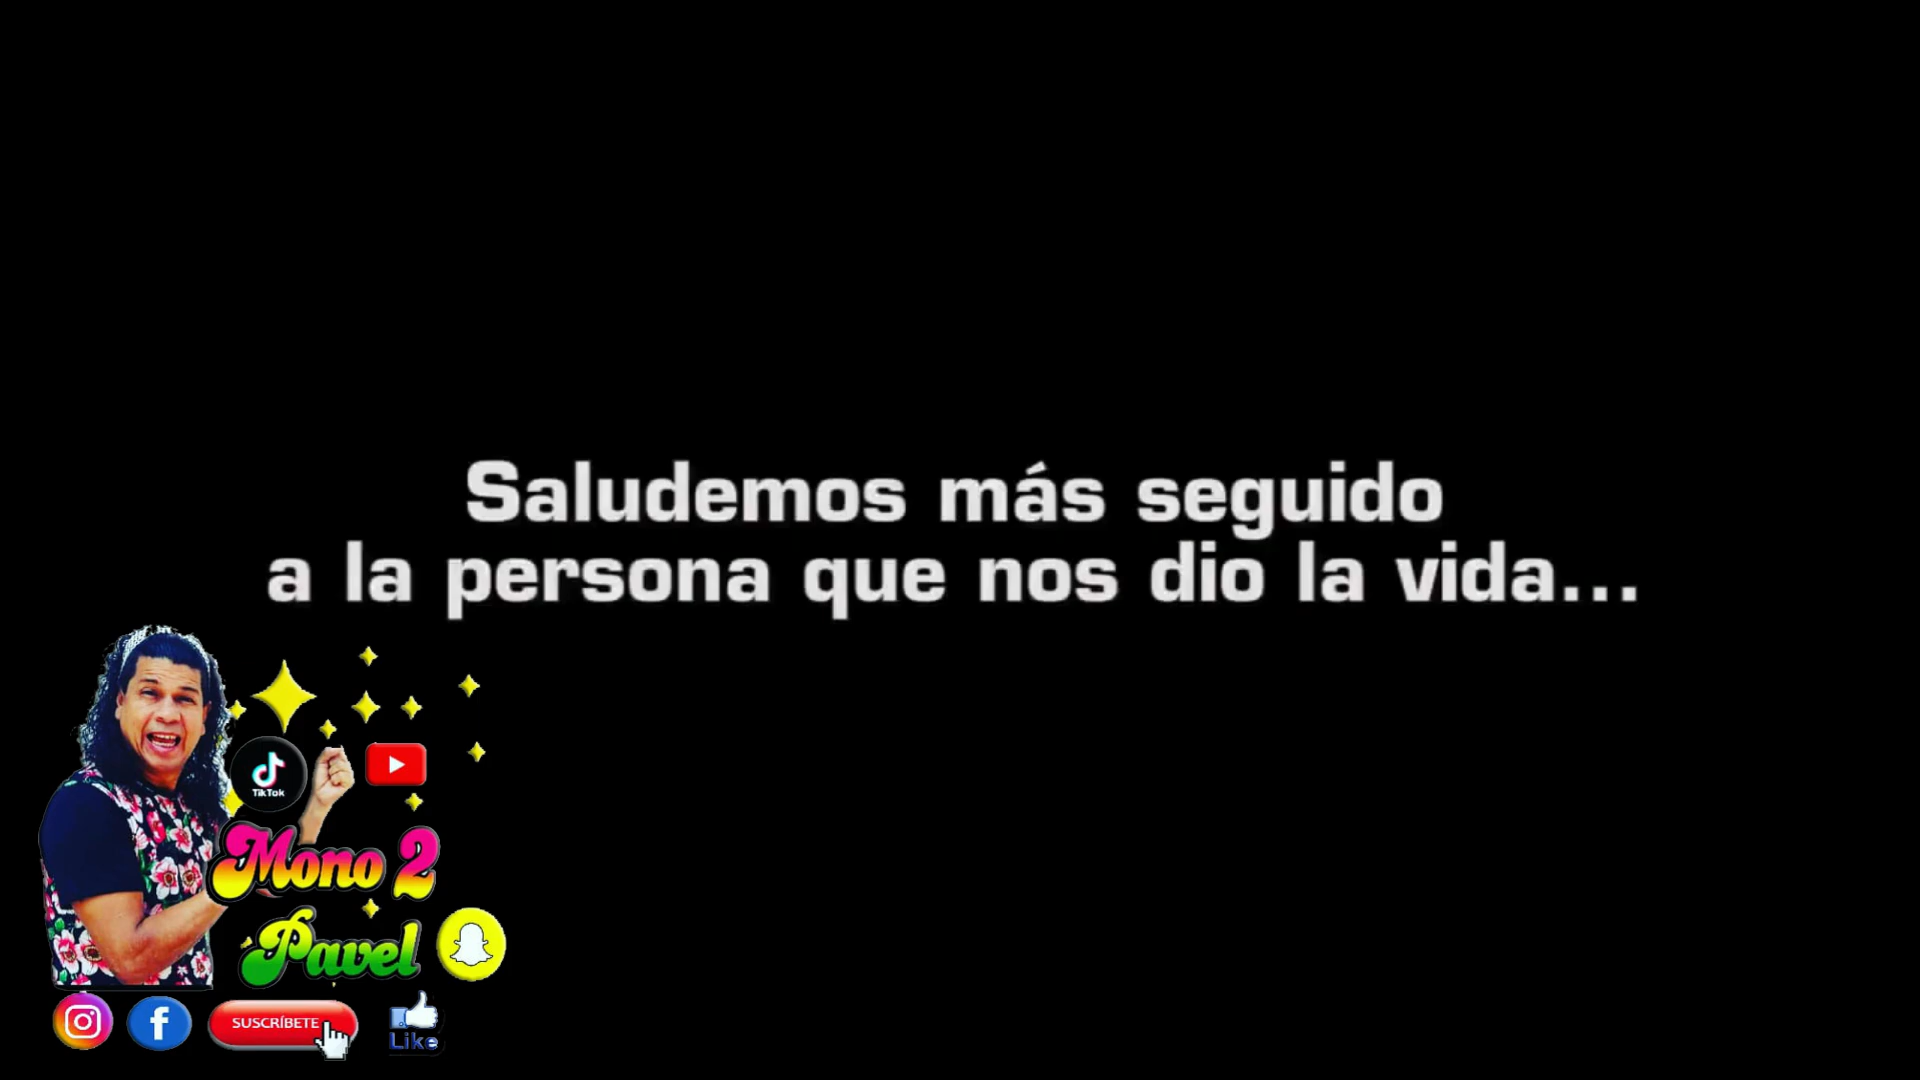 Saludemos más seguido
a la persona que nos dio la vida...
TikTok
Mono 2
Pavel
SUSCRÍBETE
Like